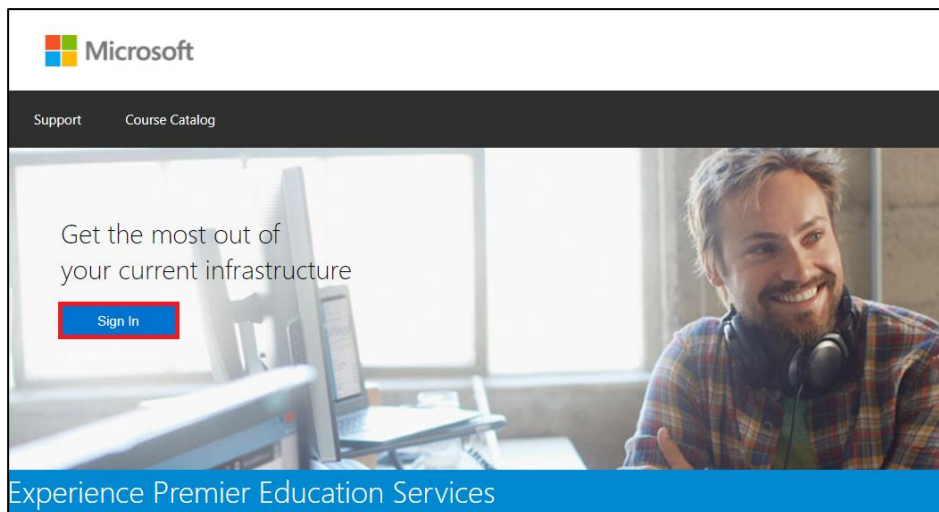 Microsoft
Support Course Catalog
Get the most out of
your current infrastructure
Sign In
Experience Premier Education Services